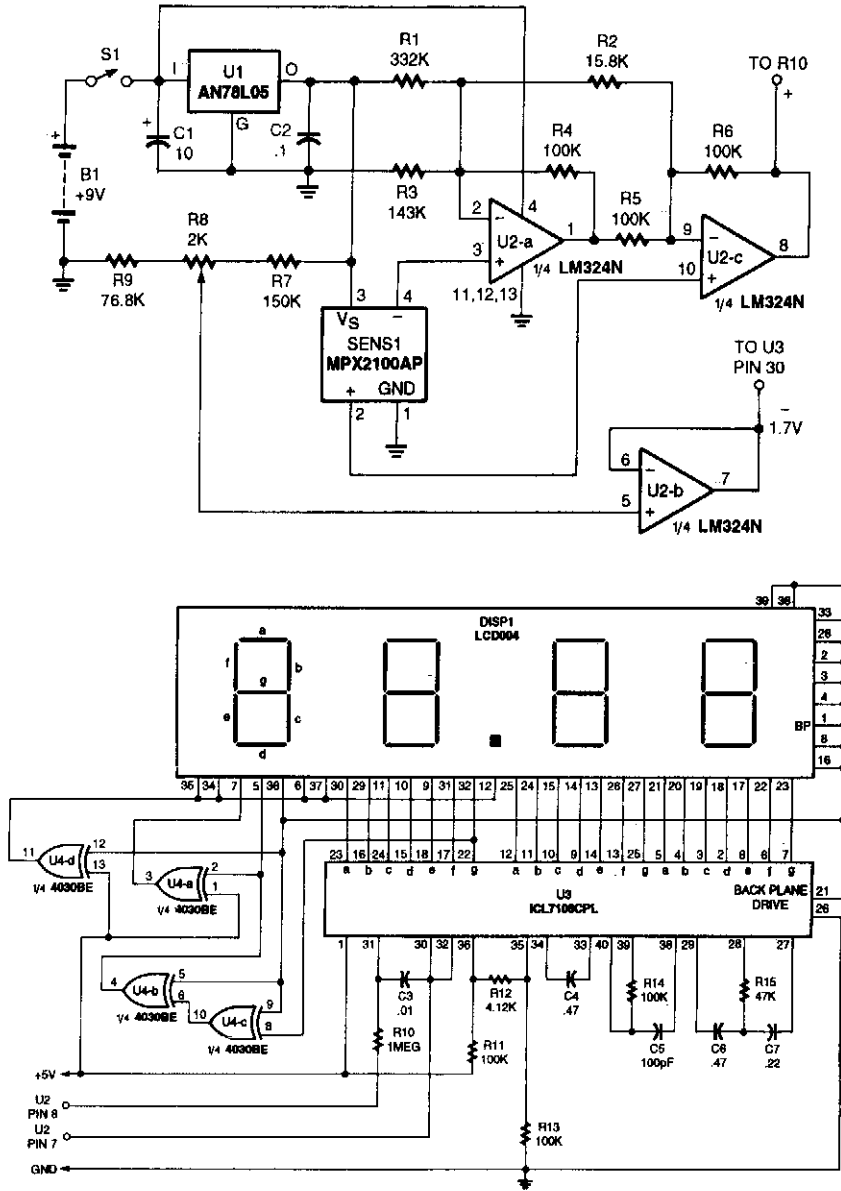 S1
I
U1
AN78L05
O
G
+
C1
10
C2
.1
+
B1
+9V
R1
332K
R2
15.8K
TO R10
+
R4
100K
R6
100K
R3
143K
R5
100K
R8
2K
R9
76.8K
R7
150K
2
−
3
+
4
U2-a
1
1/4 LM324N
11,12,13
9
−
10
+
U2-c
8
1/4 LM324N
3
4
VS
−
SENS1
MPX2100AP
+
GND
2
1
TO U3
PIN 30
−
1.7V
6
−
5
+
U2-b
7
1/4 LM324N
39 38
DISP1
LCD004
a
f
b
g
e
c
d
33
28
2
3
4
BP
1
8
16
35 34 7 5 36 6 37 30 29 11 10 9 31 32 12 25 24 15 14 13 26 27 21 20 19 18 17 22 23
11
U4-d
12
13
1/4 4030BE
3
U4-a
2
1
1/4 4030BE
4
U4-b
5
6
1/4 4030BE
10
U4-c
9
8
1/4 4030BE
23 16 24 15 18 17 22 12 11 10 9 14 13 25 5 4 3 2 8 6 7
a b c d e f g a b c d e f g a b c d e f g
U3
ICL7106CPL
BACK PLANE
DRIVE
21
26
1 31 30 32 36 35 34 33 40 39 38 29 28 27
C3
.01
R12
4.12K
C4
.47
R14
100K
R15
47K
R10
1MEG
R11
100K
C5
100pF
C6
.47
C7
.22
+5V
U2
PIN 8
U2
PIN 7
R13
100K
GND